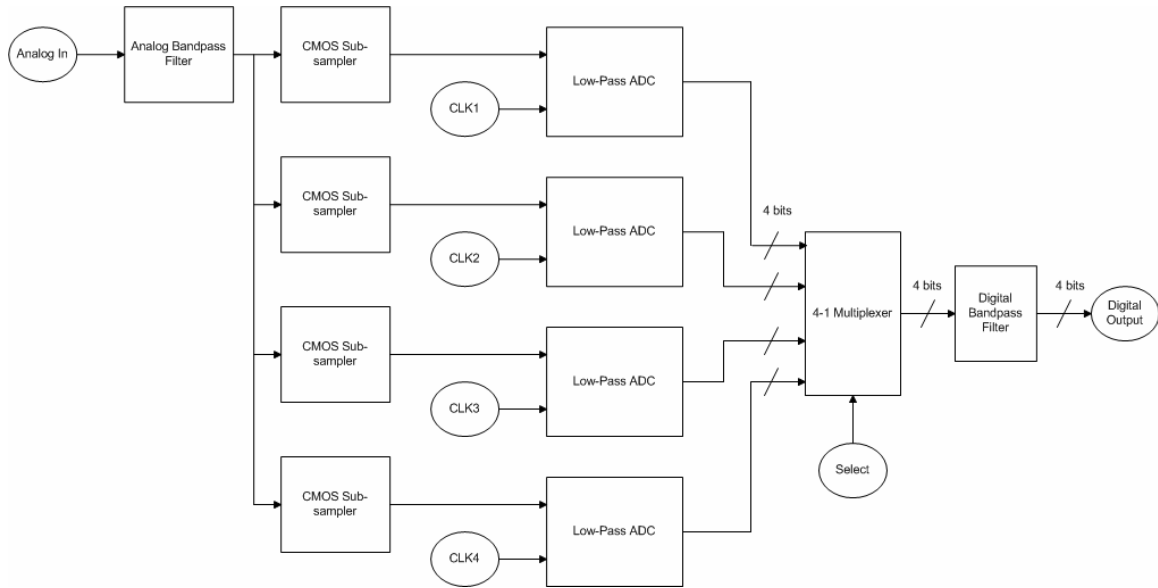 Analog In
Analog Bandpass
Filter
CMOS Sub-
sampler
Low-Pass ADC
CLK1
CMOS Sub-
sampler
Low-Pass ADC
CLK2
CMOS Sub-
sampler
Low-Pass ADC
CLK3
CMOS Sub-
sampler
Low-Pass ADC
CLK4
4 bits
4-1 Multiplexer
Select
4 bits
Digital
Bandpass
Filter
4 bits
Digital
Output